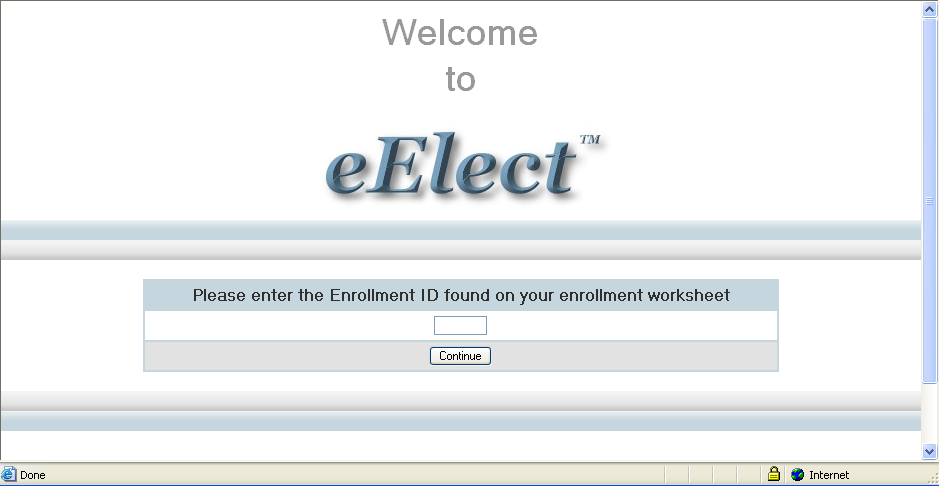 Welcome
to
eElect™
Please enter the Enrollment ID found on your enrollment worksheet
Continue
Done
Internet